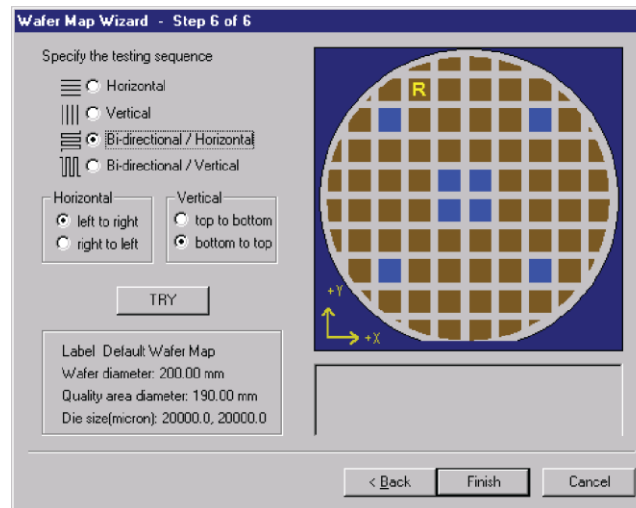 Wafer Map Wizard - Step 6 of 6
Specify the testing sequence
Horizontal
Vertical
Bi-directional / Horizontal
Bi-directional / Vertical
Horizontal
left to right
right to left
Vertical
top to bottom
bottom to top
TRY
Label Default Wafer Map
Wafer diameter: 200.00 mm
Quality area diameter: 190.00 mm
Die size(micron): 20000.0, 20000.0
R
+Y
+X
< Back
Finish
Cancel